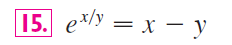 15. e^{x/y} = x − y